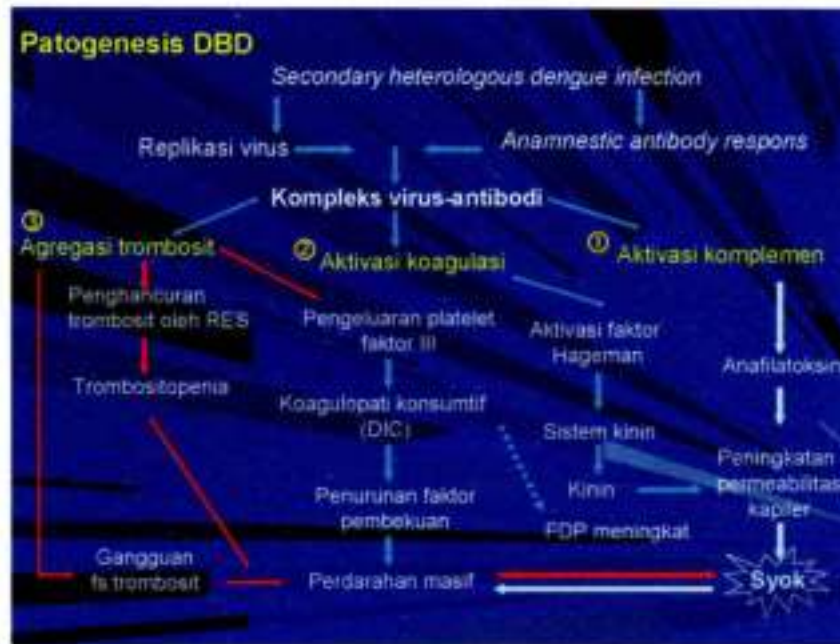 Patogenesis DBD
Secondary heterologous dengue infection
Replikasi virus
Anamnestic antibody respons
Kompleks virus-antibodi
③
Agregasi trombosit
②
Aktivasi koagulasi
①
Aktivasi komplemen
Penghancuran
trombosit oleh RES
Pengeluaran platelet
faktor III
Aktivasi faktor
Hageman
Anafilatoksin
Trombositopenia
Koagulopati konsumtif
(DIC)
Sistem kinin
Peningkatan
permeabilitas
kapiler
Kinin
Penurunan faktor
pembekuan
FDP meningkat
Gangguan
fs.trombosit
Perdarahan masif
Syok